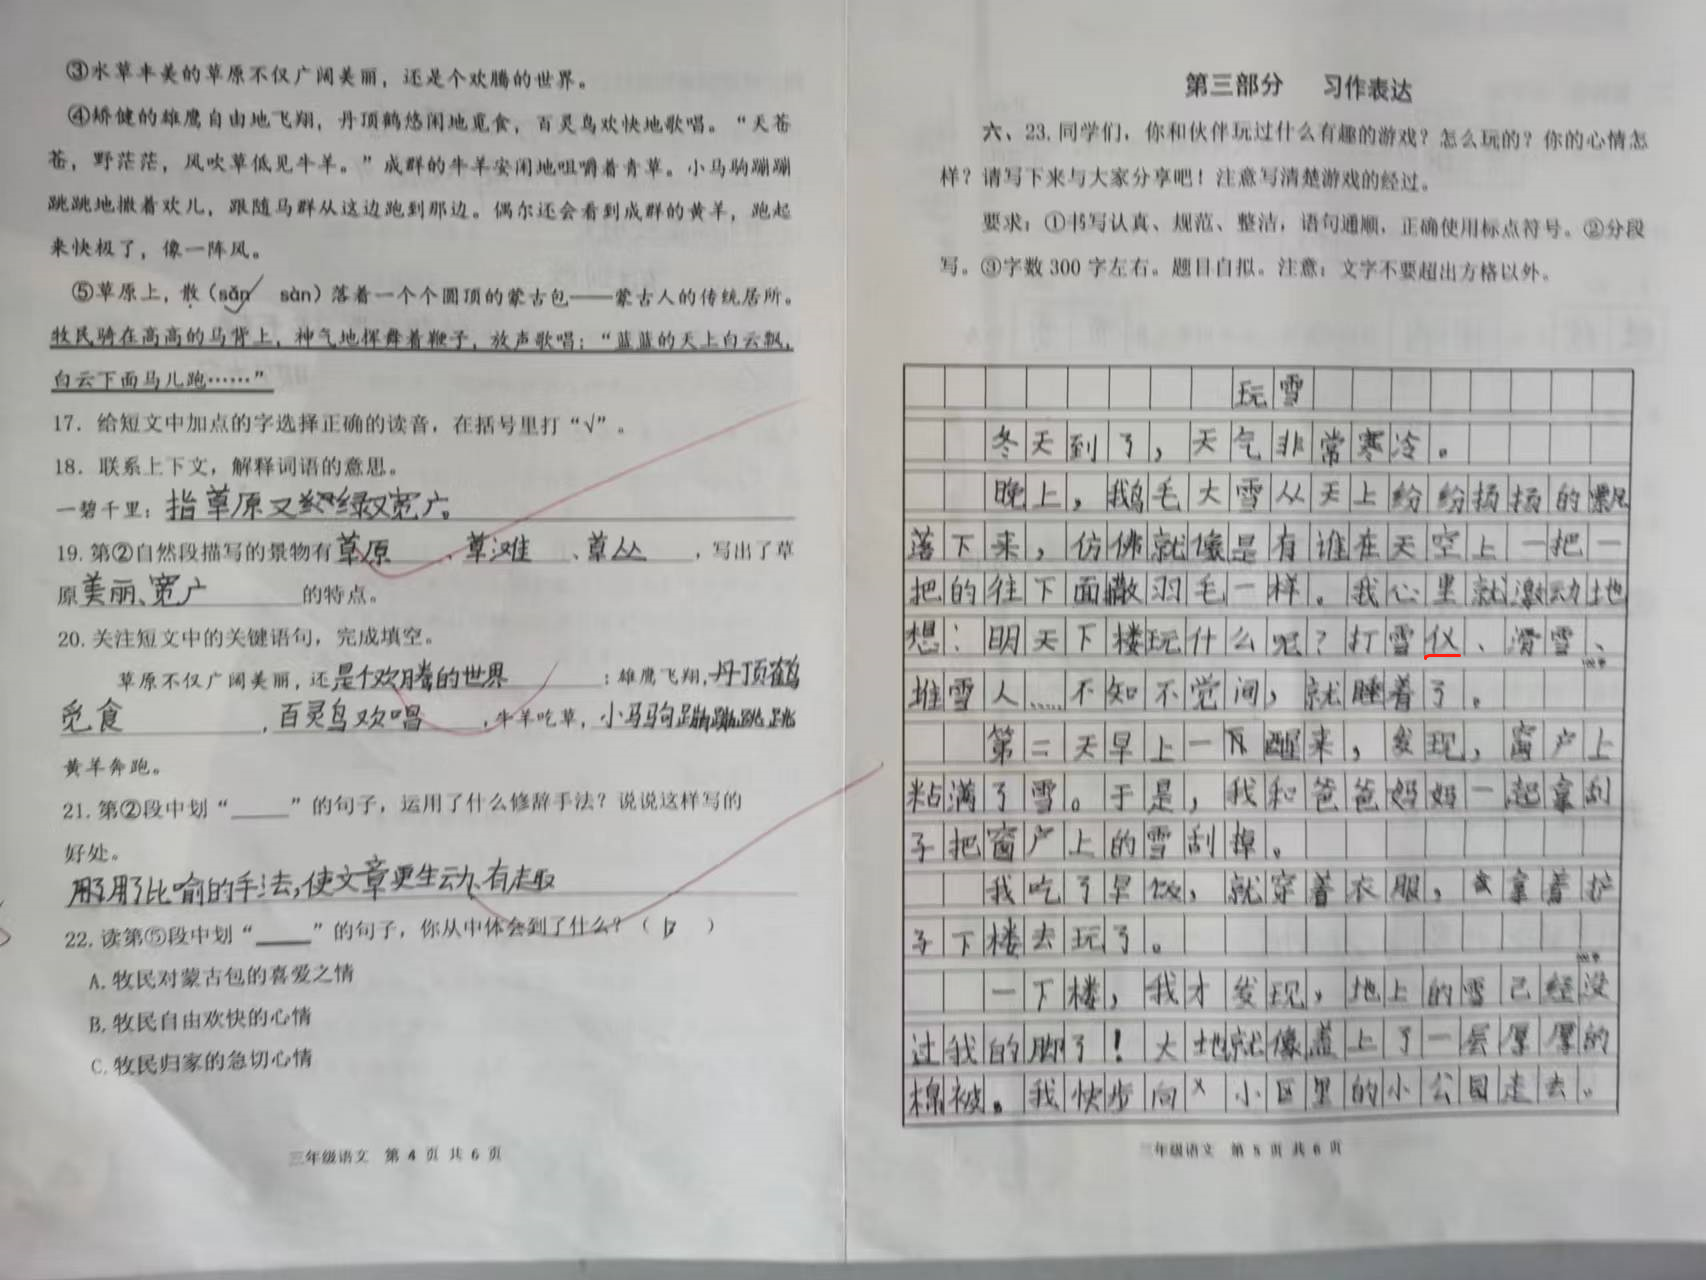 ③水草丰美的草原不仅广阔美丽，还是个欢腾的世界。
④矫健的雄鹰自由地飞翔，丹顶鹤悠闲地觅食，百灵鸟欢快地歌唱。“天苍
苍，野茫茫，风吹草低见牛羊。”成群的牛羊安闲地咀嚼着青草。小马驹蹦蹦
跳跳地撒着欢儿，跟随马群从这边跑到那边。偶尔还会看到成群的黄羊，跑起
来快极了，像一阵风。
⑤草原上，散（sǎn✓ sàn）落着一个个圆顶的蒙古包——蒙古人的传统居所。
牧民骑在高高的马背上，神气地挥舞着鞭子，放声歌唱：“蓝蓝的天上白云飘，
白云下面马儿跑……”
17. 给短文中加点的字选择正确的读音，在括号里打“√”。
18. 联系上下文，解释词语的意思。
一碧千里：指草原又绿又宽广。
19. 第②自然段描写的景物有草原、草滩、草丛，写出了草
原美丽、宽广的特点。
20. 关注短文中的关键语句，完成填空。
草原不仅广阔美丽，还是个欢腾的世界：雄鹰飞翔，丹顶鹤
觅食，百灵鸟欢唱，牛羊吃草，小马驹蹦蹦跳跳
黄羊奔跑。
21. 第②段中划“____”的句子，运用了什么修辞手法？说说这样写的
好处。
用了比喻的手法，使文章更生动、有趣
22. 读第⑤段中划“____”的句子，你从中体会到了什么？（ B ）
A. 牧民对蒙古包的喜爱之情
B. 牧民自由欢快的心情
C. 牧民归家的急切心情
三年级语文 第 4 页 共 6 页
第三部分 习作表达
六、23. 同学们，你和伙伴玩过什么有趣的游戏？怎么玩的？你的心情怎
样？请写下来与大家分享吧！注意写清楚游戏的经过。
要求：①书写认真、规范、整洁，语句通顺，正确使用标点符号。②分段
写。③字数 300 字左右。题目自拟。注意：文字不要超出方格以外。
玩雪
冬天到了，天气非常寒冷。
晚上，鹅毛大雪从天上纷纷扬扬的飘
落下来，仿佛就像是有谁在天空上一把一
把的往下面撒羽毛一样。我心里就激动地
想：明天下楼玩什么呢？打雪仪、滑雪、
堆雪人……不知不觉间，就睡着了。
第二天早上一醒来，发现，窗户上
粘满了雪。于是，我和爸爸妈妈一起拿刮
子把窗户上的雪刮掉。
我吃了早饭，就穿着衣服，拿着铲
子下楼去玩了。
一下楼，我才发现，地上的雪已经没
过我的脚了！大地就像盖上了一层厚厚的
棉被。我快步向小区里的小公园走去。
三年级语文 第 5 页 共 6 页